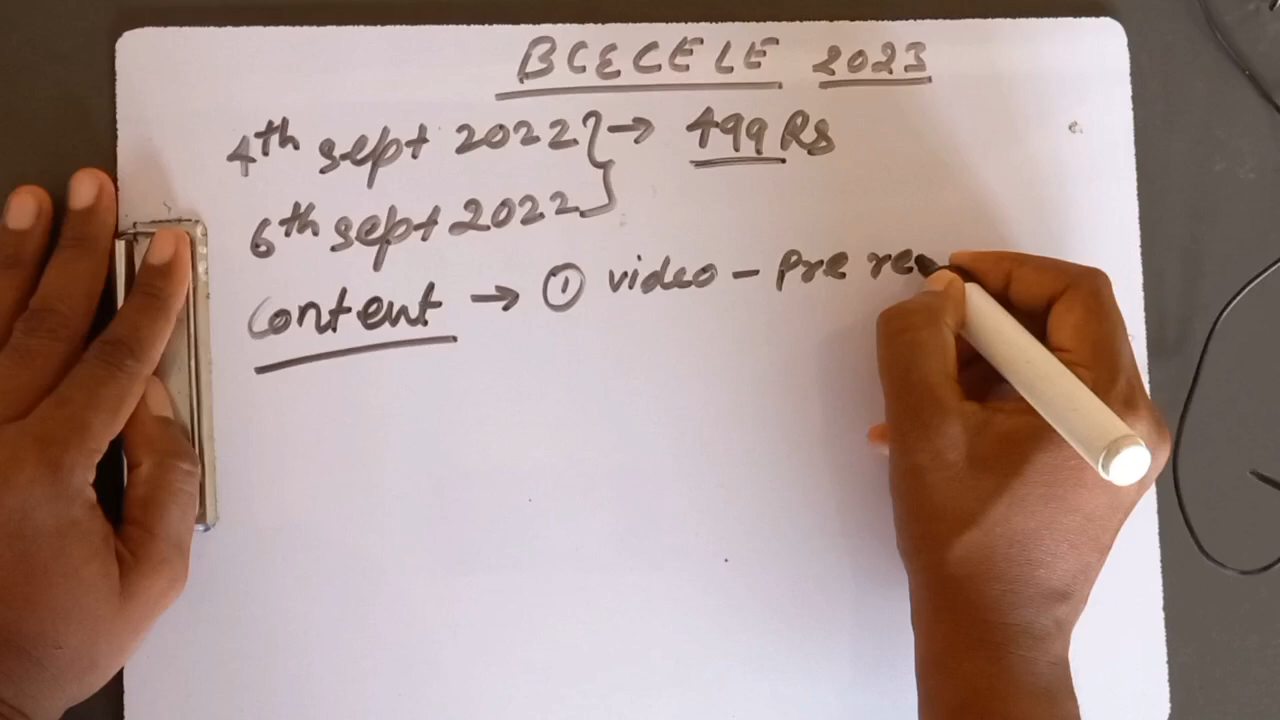 BCECELE 2023
4th sept 2022 } → 499 Rs
6th sept 2022
Content → ① video - Pre re